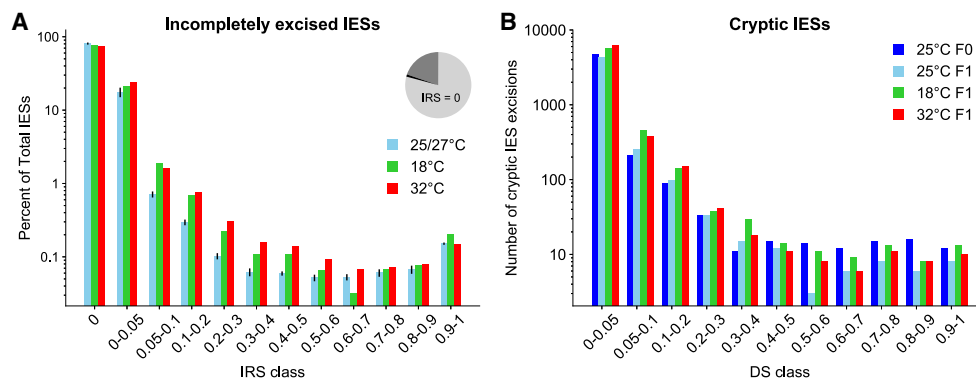 A
Incompletely excised IESs
Percent of Total IESs
100
10
1
0.1
IRS = 0
25/27°C
18°C
32°C
0
0-0.05
0.05-0.1
0.1-0.2
0.2-0.3
0.3-0.4
0.4-0.5
0.5-0.6
0.6-0.7
0.7-0.8
0.8-0.9
0.9-1
IRS class
B
Cryptic IESs
Number of cryptic IES excisions
10000
1000
100
10
25°C F0
25°C F1
18°C F1
32°C F1
0-0.05
0.05-0.1
0.1-0.2
0.2-0.3
0.3-0.4
0.4-0.5
0.5-0.6
0.6-0.7
0.7-0.8
0.8-0.9
0.9-1
DS class